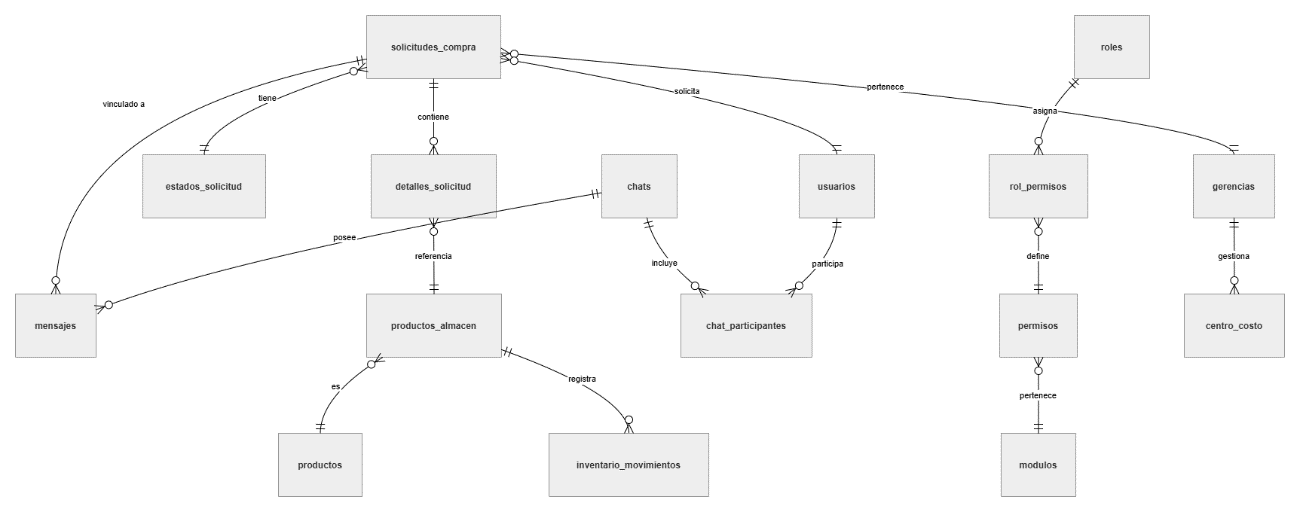 solicitudes_compra
roles
pertenece
solicita
tiene
vinculado a
asigna
contiene
estados_solicitud
detalles_solicitud
chats
usuarios
rol_permisos
gerencias
posee
referencia
incluye
participa
define
gestiona
mensajes
productos_almacen
chat_participantes
permisos
centro_costo
registra
es
pertenece
productos
inventario_movimientos
modulos